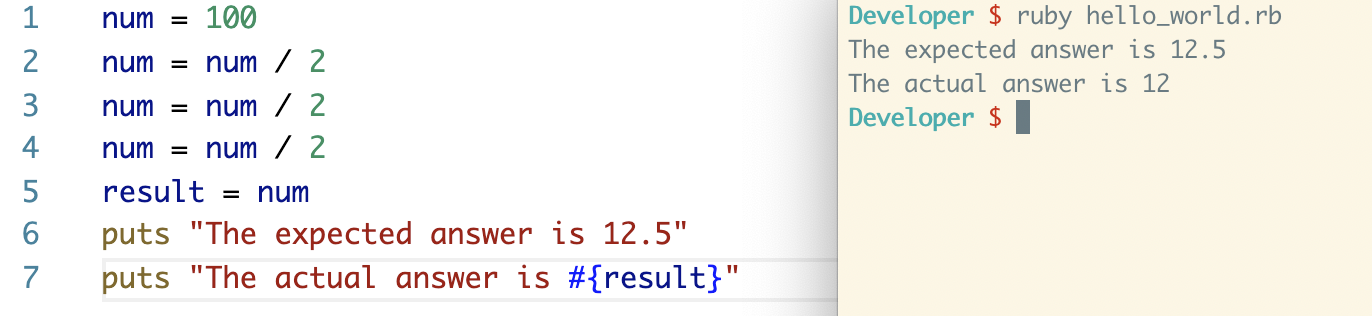 1 num = 100
2 num = num / 2
3 num = num / 2
4 num = num / 2
5 result = num
6 puts "The expected answer is 12.5"
7 puts "The actual answer is #{result}"
Developer $ ruby hello_world.rb
The expected answer is 12.5
The actual answer is 12
Developer $